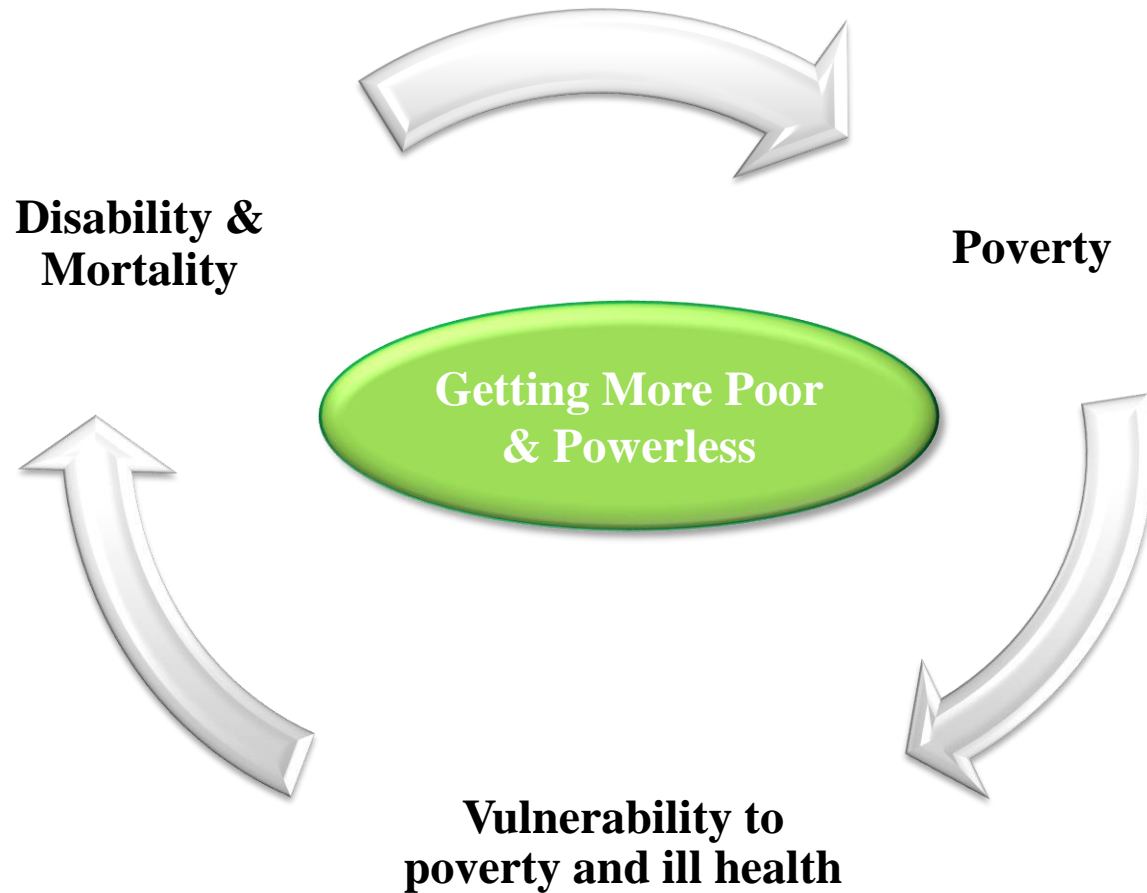 Disability &
Mortality
Poverty
Getting More Poor
& Powerless
Vulnerability to
poverty and ill health